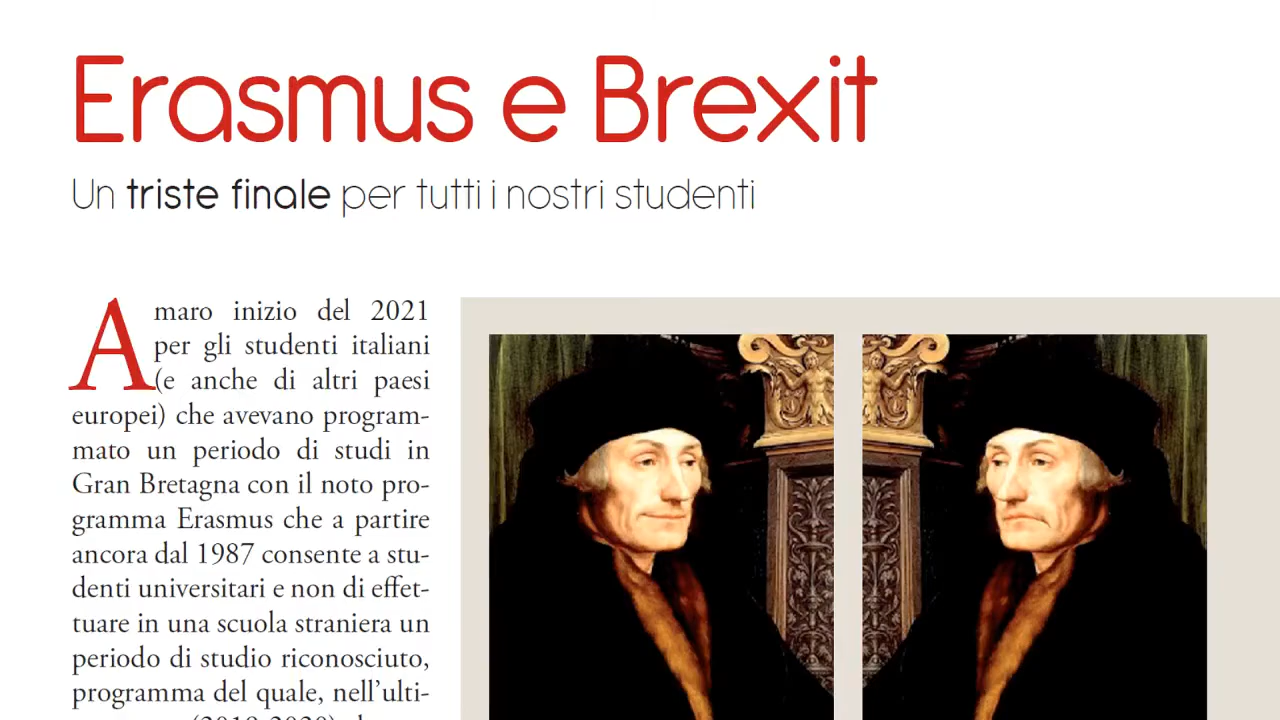 Erasmus e Brexit
Un triste finale per tutti i nostri studenti
Amaro inizio del 2021
per gli studenti italiani
(e anche di altri paesi
europei) che avevano program-
mato un periodo di studi in
Gran Bretagna con il noto pro-
gramma Erasmus che a partire
ancora dal 1987 consente a stu-
denti universitari e non di effet-
tuare in una scuola straniera un
periodo di studio riconosciuto,
programma del quale, nell'ulti-